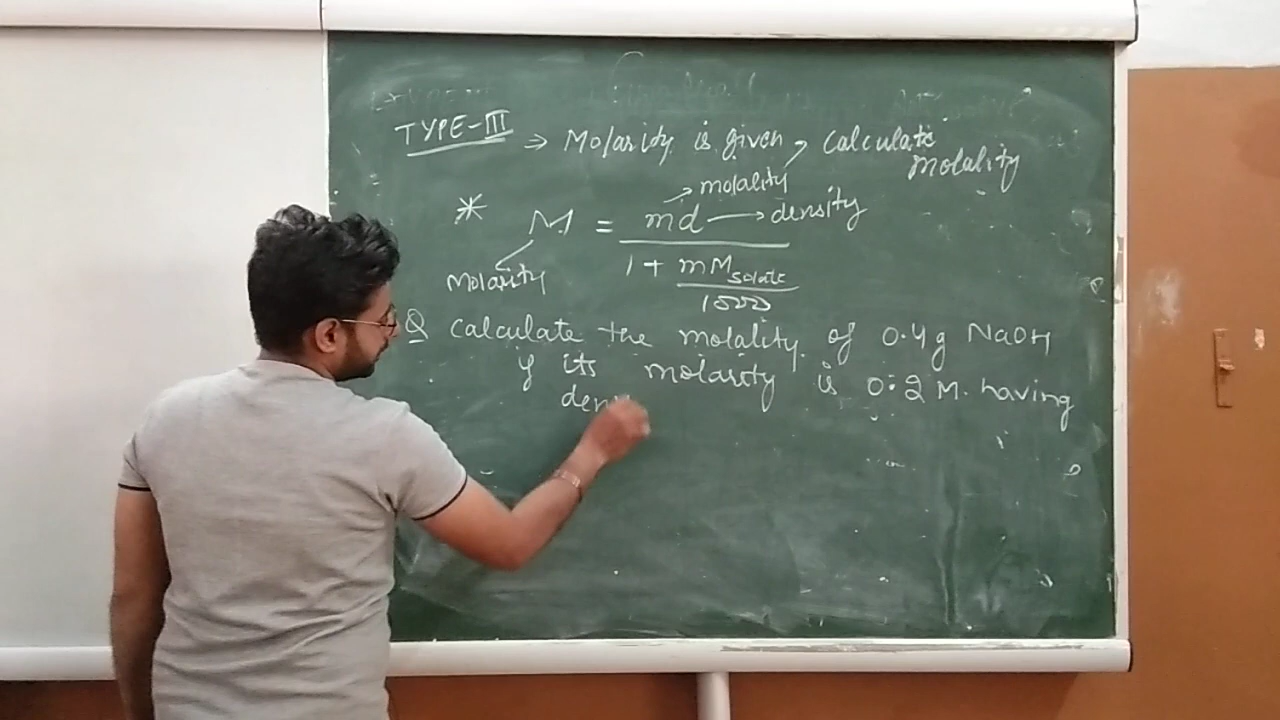 TYPE-III ⇒ Molarity is given, Calculate
Molality
→ molality
* M = md → density
Molarity
1 + mMsolute
1000
Q Calculate the molality of 0.4g NaOH
if its molarity is 0.2 M. having
den